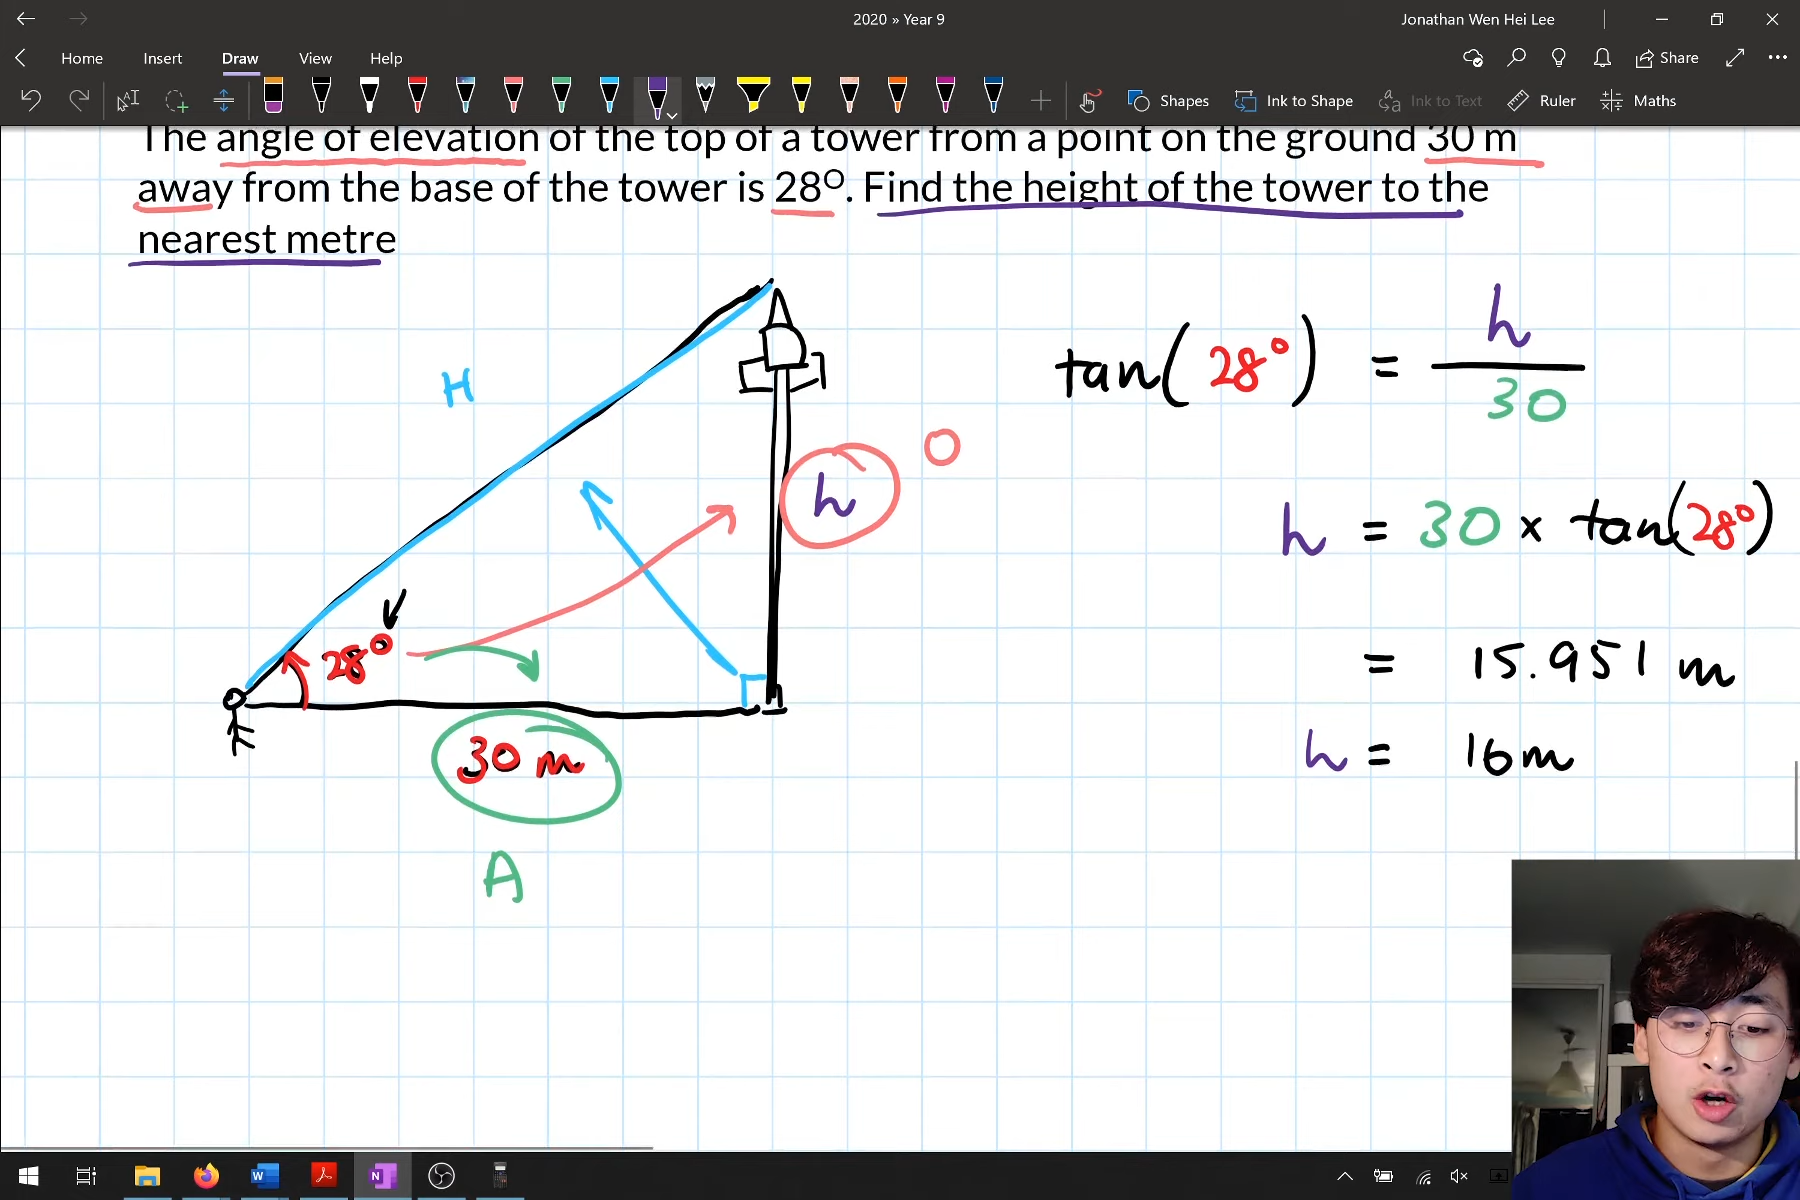 2020 » Year 9
Jonathan Wen Hei Lee
Home Insert Draw View Help
Share
Shapes Ink to Shape Ink to Text Ruler Maths
The angle of elevation of the top of a tower from a point on the ground 30 m
away from the base of the tower is 28°. Find the height of the tower to the
nearest metre
H
h
O
28°
30 m
A
tan(28°) = h/30
h = 30 × tan(28°)
= 15.951 m
h = 16m